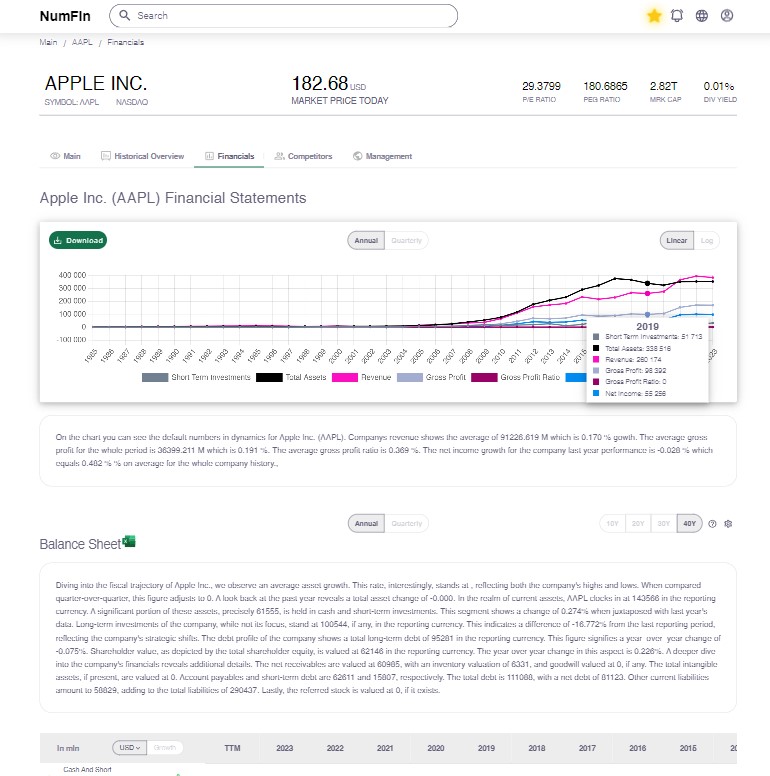 NumFin
Search
Main / AAPL / Financials
APPLE INC.
SYMBOL: AAPL NASDAQ
182.68 USD
MARKET PRICE TODAY
29.3799
P/E RATIO
180.6865
PEG RATIO
2.82T
MRK CAP
0.01%
DIV YIELD
Main Historical Overview Financials Competitors Management
Apple Inc. (AAPL) Financial Statements
Download
Annual Quarterly
Linear Log
400 000
300 000
200 000
100 000
0
-100 000
1985 1986 1987 1988 1989 1990 1991 1992 1993 1994 1995 1996 1997 1998 1999 2000 2001 2002 2003 2004 2005 2006 2007 2008 2009 2010 2011 2012 2013 2014 2015
Short Term Investments Total Assets Revenue Gross Profit Gross Profit Ratio
2019
Short Term Investments: 51 713
Total Assets: 338 516
Revenue: 260 174
Gross Profit: 98 392
Gross Profit Ratio: 0
Net Income: 55 256
On the chart you can see the default numbers in dynamics for Apple Inc. (AAPL). Companys revenue shows the average of 91226.619 M which is 0.170 % gowth. The average gross
profit for the whole period is 36399.211 M which is 0.191 %. The average gross profit ratio is 0.369 %. The net income growth for the company last year performance is -0.028 % which
equals 0.482 % % on average for the whole company history.,
Annual Quarterly
10Y 20Y 30Y 40Y
Balance Sheet
Diving into the fiscal trajectory of Apple Inc., we observe an average asset growth. This rate, interestingly, stands at , reflecting both the company's highs and lows. When compared
quarter-over-quarter, this figure adjusts to 0. A look back at the past year reveals a total asset change of -0.000. In the realm of current assets, AAPL clocks in at 143566 in the reporting
currency. A significant portion of these assets, precisely 61555, is held in cash and short-term investments. This segment shows a change of 0.274% when juxtaposed with last year's
data. Long-term investments of the company, while not its focus, stand at 100544, if any, in the reporting currency. This indicates a difference of -16.772% from the last reporting period,
reflecting the company's strategic shifts. The debt profile of the company shows a total long-term debt of 95281 in the reporting currency. This figure signifies a year over year change of
-0.075%. Shareholder value, as depicted by the total shareholder equity, is valued at 62146 in the reporting currency. The year over year change in this aspect is 0.226%. A deeper dive
into the company's financials reveals additional details. The net receivables are valued at 60985, with an inventory valuation of 6331, and goodwill valued at 0, if any. The total intangible
assets, if present, are valued at 0. Account payables and short-term debt are 62611 and 15807, respectively. The total debt is 111088, with a net debt of 81123. Other current liabilities
amount to 58829, adding to the total liabilities of 290437. Lastly, the referred stock is valued at 0, if it exists.
In mln USD Growth TTM 2023 2022 2021 2020 2019 2018 2017 2016 2015
Cash And Short